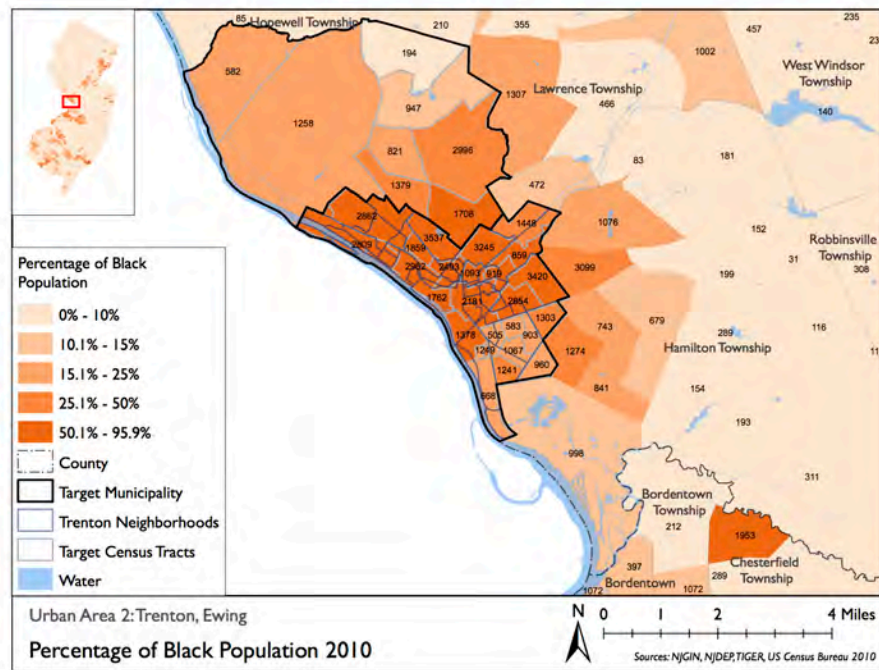 85
Hopewell Township
210
355
457
235
23
194
1002
West Windsor
Township
582
1307
Lawrence Township
947
466
140
1258
821
2996
83
181
1379
472
1708
2862
1448
1076
152
3537
3245
2809
1859
859
Robbinsville
Township
2962
2493
1093
919
3420
3099
31
308
199
1762
2181
2854
1303
583
743
679
1378
505
903
289
116
1249
1067
1274
Hamilton Township
11
1241
960
841
154
668
193
998
311
Bordentown
Township
212
1953
Chesterfield
Township
397
289
1072
Bordentown
1072
Percentage of Black
Population
0% - 10%
10.1% - 15%
15.1% - 25%
25.1% - 50%
50.1% - 95.9%
County
Target Municipality
Trenton Neighborhoods
Target Census Tracts
Water
Urban Area 2:Trenton, Ewing
Percentage of Black Population 2010
N
0 1 2 4 Miles
Sources: NJGIN, NJDEP,TIGER, US Census Bureau 2010